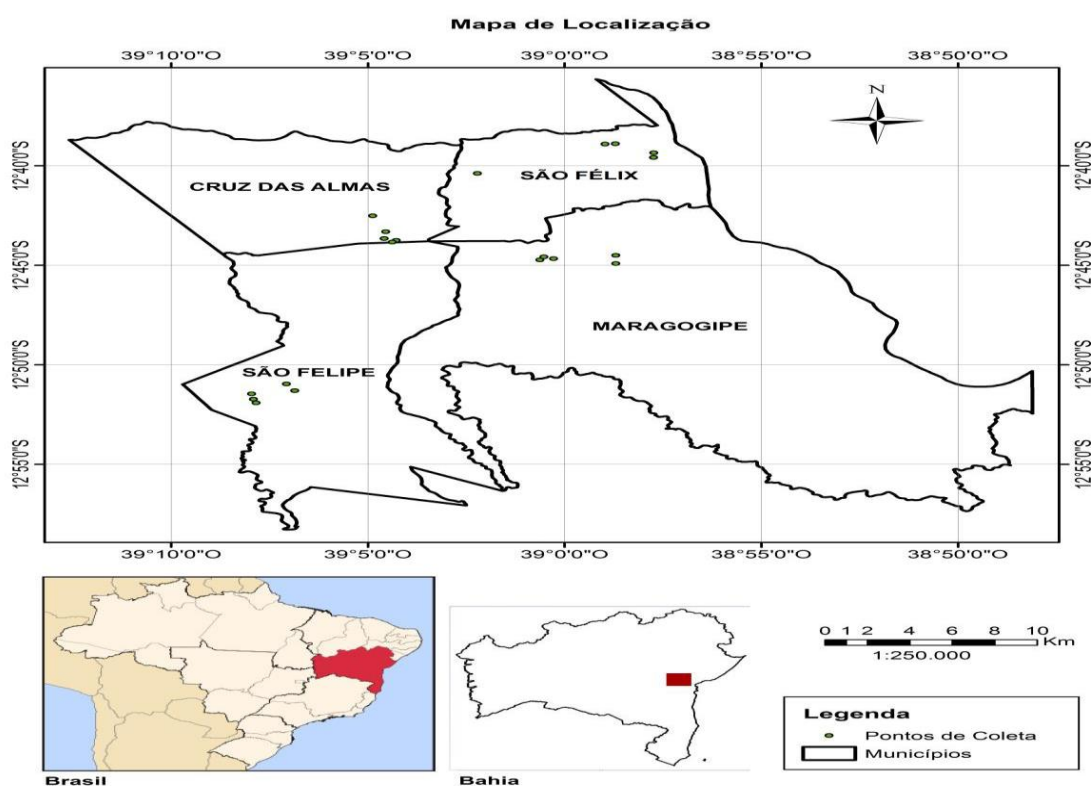 Mapa de Localização
39°10'0"O 39°5'0"O 39°0'0"O 38°55'0"O 38°50'0"O
N
12°40'0"S 12°40'0"S
CRUZ DAS ALMAS
SÃO FÉLIX
12°45'0"S 12°45'0"S
MARAGOGIPE
12°50'0"S 12°50'0"S
SÃO FELIPE
12°55'0"S 12°55'0"S
39°10'0"O 39°5'0"O 39°0'0"O 38°55'0"O 38°50'0"O
0 1 2 4 6 8 10
Km
1:250.000
Legenda
Pontos de Coleta
Municípios
Brasil
Bahia